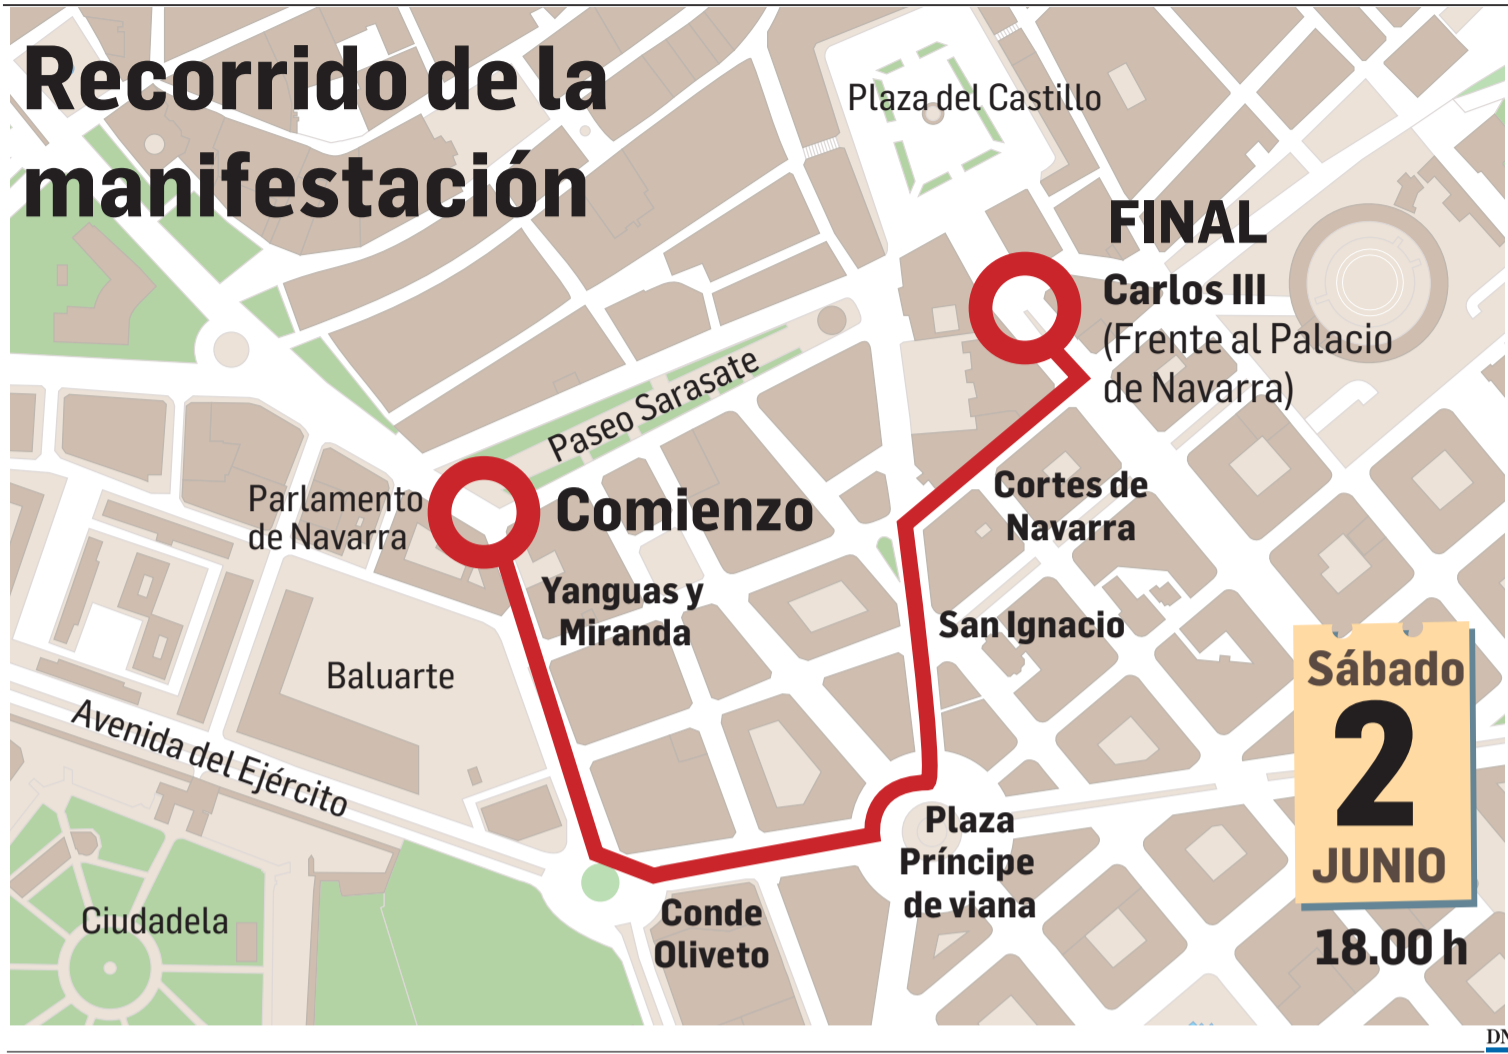 Recorrido de la
manifestación
Plaza del Castillo
FINAL
Carlos III
(Frente al Palacio
de Navarra)
Paseo Sarasate
Parlamento
de Navarra
Comienzo
Cortes de
Navarra
Yanguas y
Miranda
San Ignacio
Baluarte
Avenida del Ejército
Sábado
2
JUNIO
18.00 h
Plaza
Príncipe
de viana
Ciudadela
Conde
Oliveto
DN